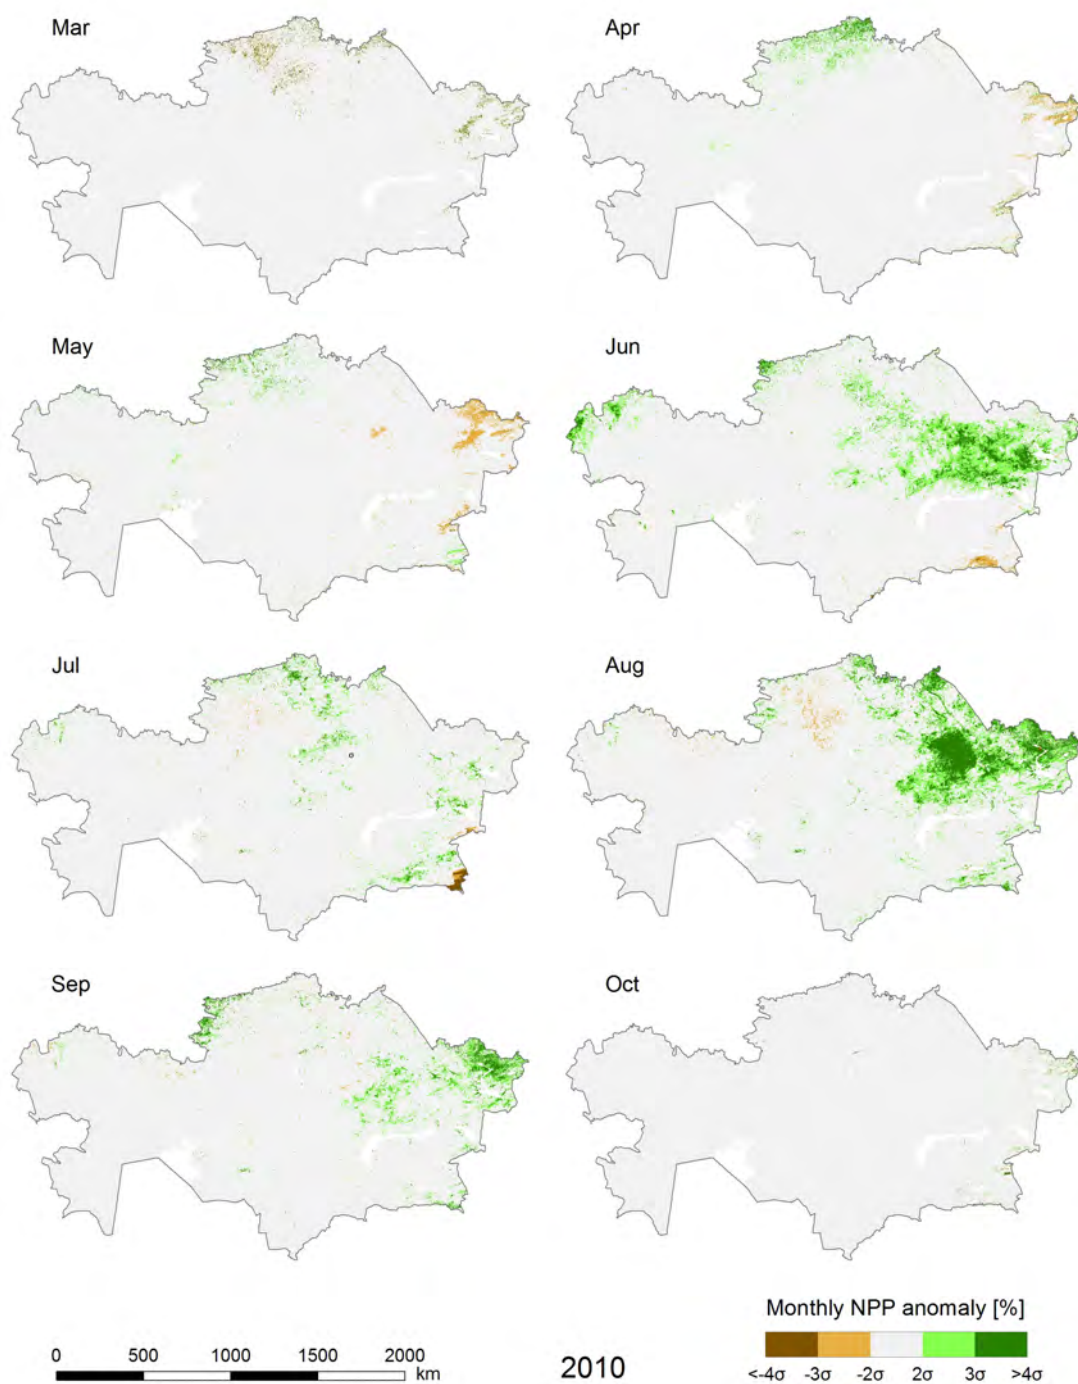 Mar
Apr
May
Jun
Jul
Aug
Sep
Oct
Monthly NPP anomaly [%]
<-4σ -3σ -2σ 2σ 3σ >4σ
0 500 1000 1500 2000
km
2010